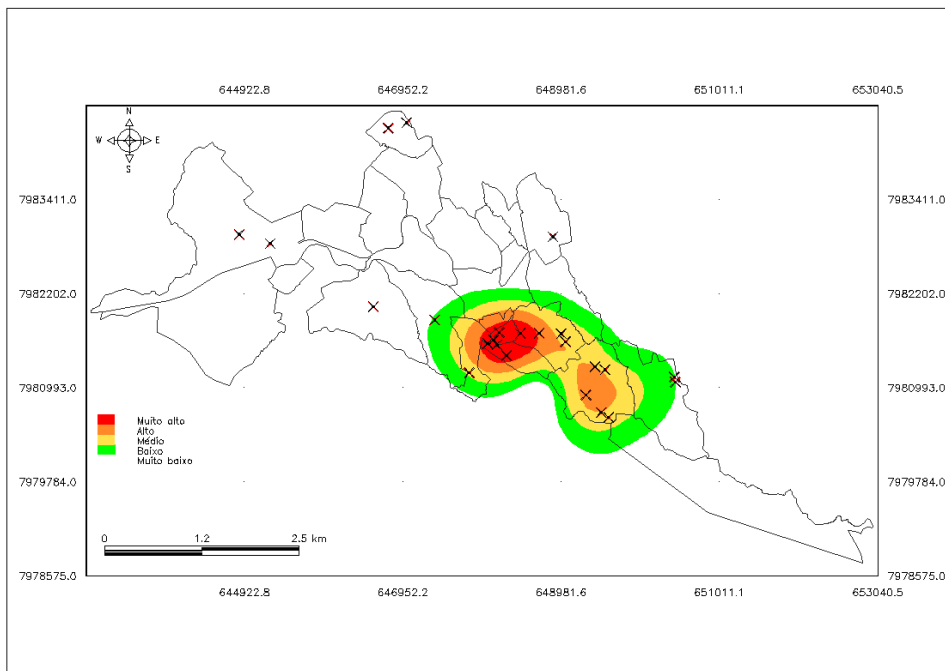 644922.8 646952.2 648981.6 651011.1 653040.5
N
W E
S
7983411.0 7983411.0
7982202.0 7982202.0
7980993.0 7980993.0
Muito alto
Alto
Médio
Baixo
Muito baixo
7979784.0 7979784.0
0 1.2 2.5 km
7978575.0 7978575.0
644922.8 646952.2 648981.6 651011.1 653040.5